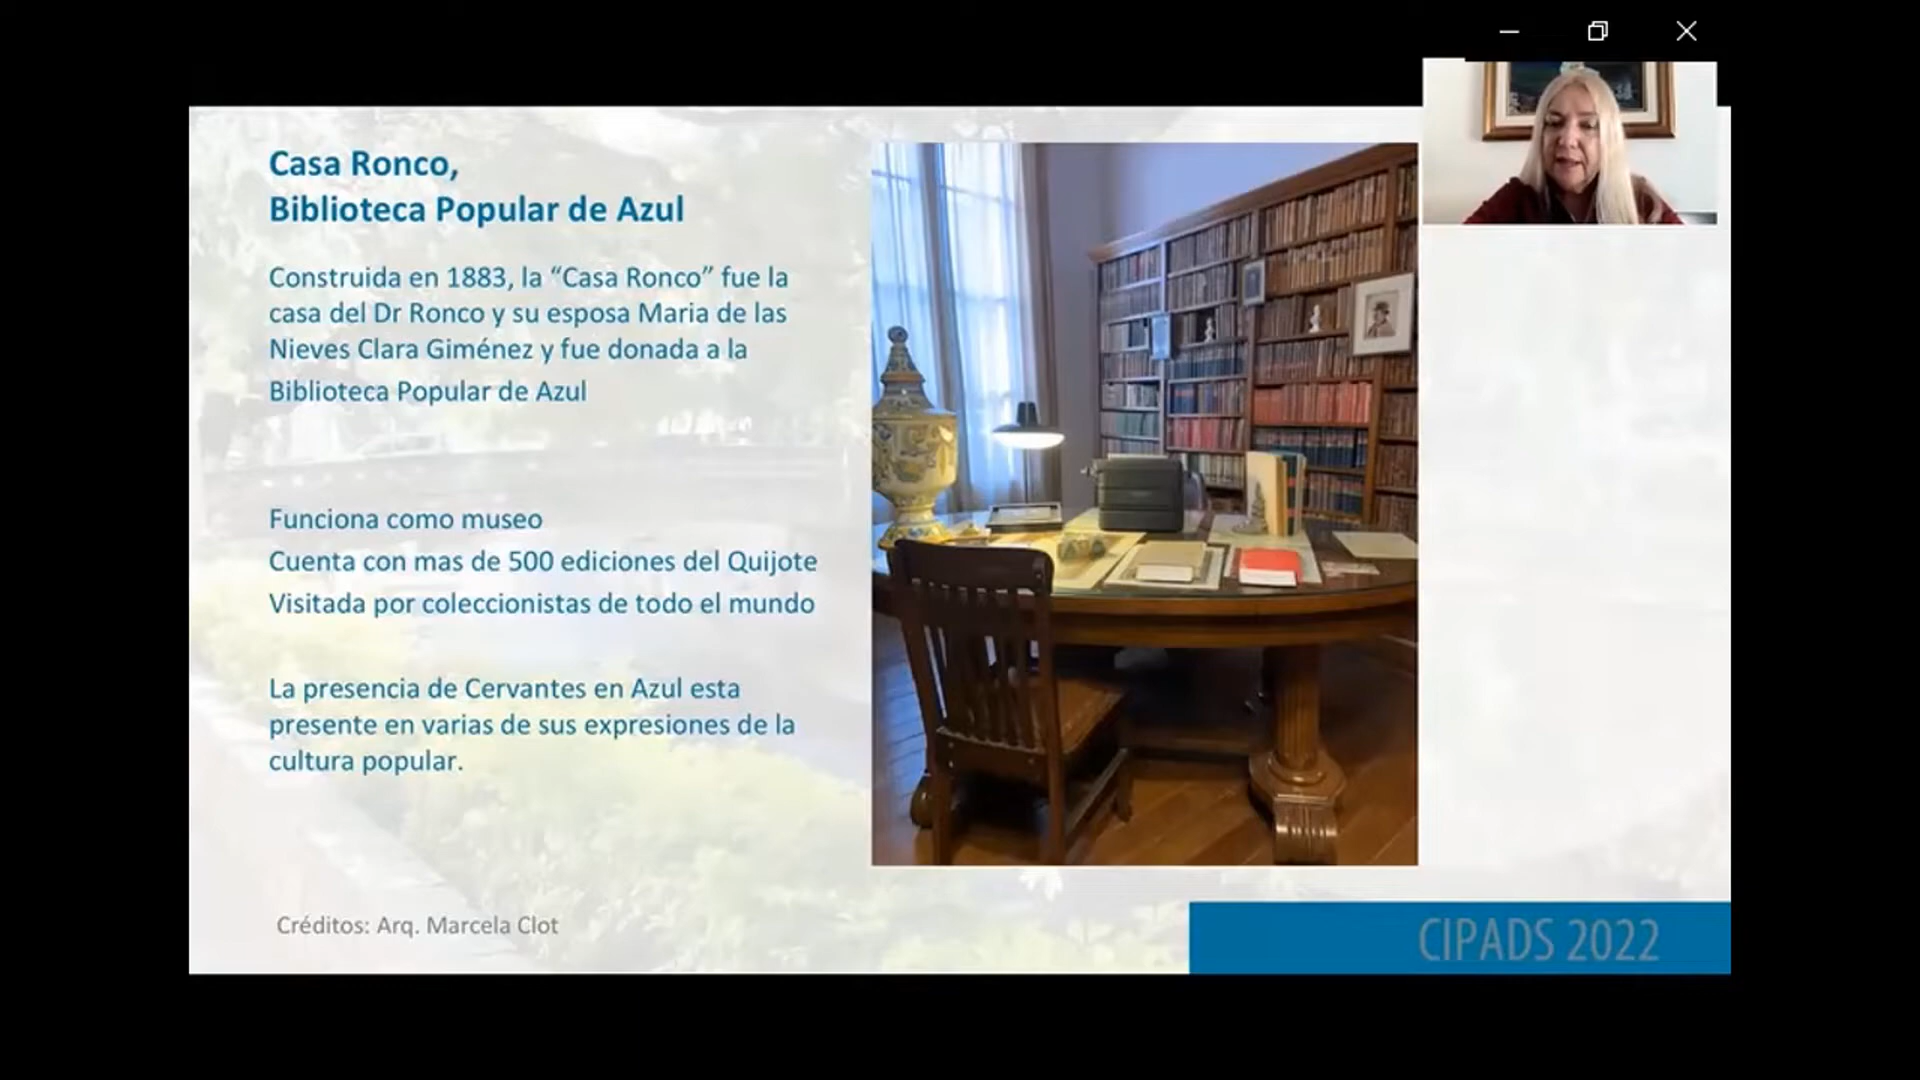 Casa Ronco,
Biblioteca Popular de Azul
Construida en 1883, la “Casa Ronco” fue la
casa del Dr Ronco y su esposa Maria de las
Nieves Clara Giménez y fue donada a la
Biblioteca Popular de Azul
Funciona como museo
Cuenta con mas de 500 ediciones del Quijote
Visitada por coleccionistas de todo el mundo
La presencia de Cervantes en Azul esta
presente en varias de sus expresiones de la
cultura popular.
Créditos: Arq. Marcela Clot
CIPADS 2022